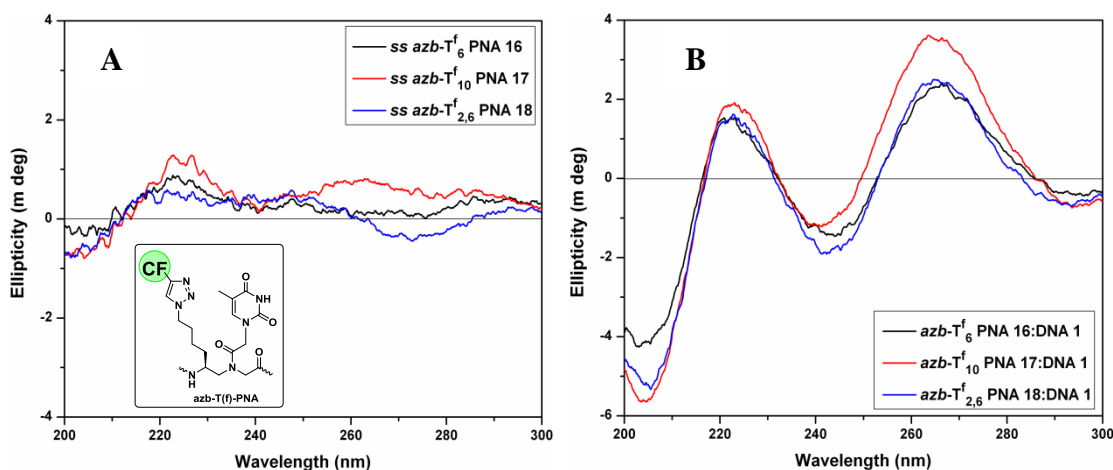 A
ss azb-Tᶠ₆ PNA 16
ss azb-Tᶠ₁₀ PNA 17
ss azb-Tᶠ₂,₆ PNA 18
Ellipticity (m deg)
4
2
0
-2
-4
200 220 240 260 280 300
Wavelength (nm)
CF
N N
N
O
NH
N O
O O
N H N
azb-T(f)-PNA
B
azb-Tᶠ₆ PNA 16:DNA 1
azb-Tᶠ₁₀ PNA 17:DNA 1
azb-Tᶠ₂,₆ PNA 18:DNA 1
Ellipticity (m deg)
4
2
0
-2
-4
-6
200 220 240 260 280 300
Wavelength (nm)